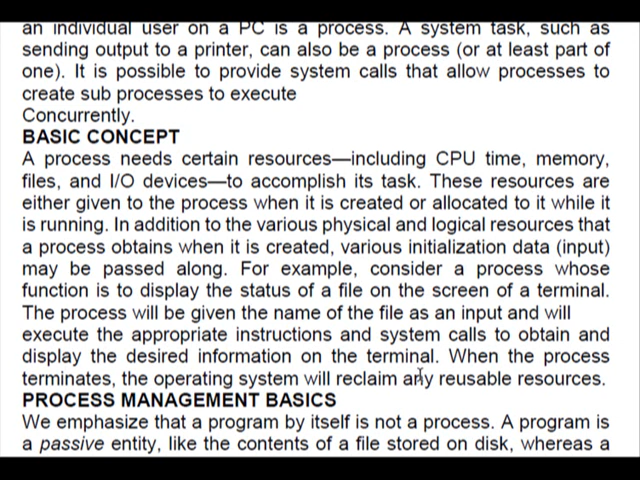 an individual user on a PC is a process. A system task, such as
sending output to a printer, can also be a process (or at least part of
one). It is possible to provide system calls that allow processes to
create sub processes to execute
Concurrently.
BASIC CONCEPT
A process needs certain resources—including CPU time, memory,
files, and I/O devices—to accomplish its task. These resources are
either given to the process when it is created or allocated to it while it
is running. In addition to the various physical and logical resources that
a process obtains when it is created, various initialization data (input)
may be passed along. For example, consider a process whose
function is to display the status of a file on the screen of a terminal.
The process will be given the name of the file as an input and will
execute the appropriate instructions and system calls to obtain and
display the desired information on the terminal. When the process
terminates, the operating system will reclaim any reusable resources.
PROCESS MANAGEMENT BASICS
We emphasize that a program by itself is not a process. A program is
a passive entity, like the contents of a file stored on disk, whereas a